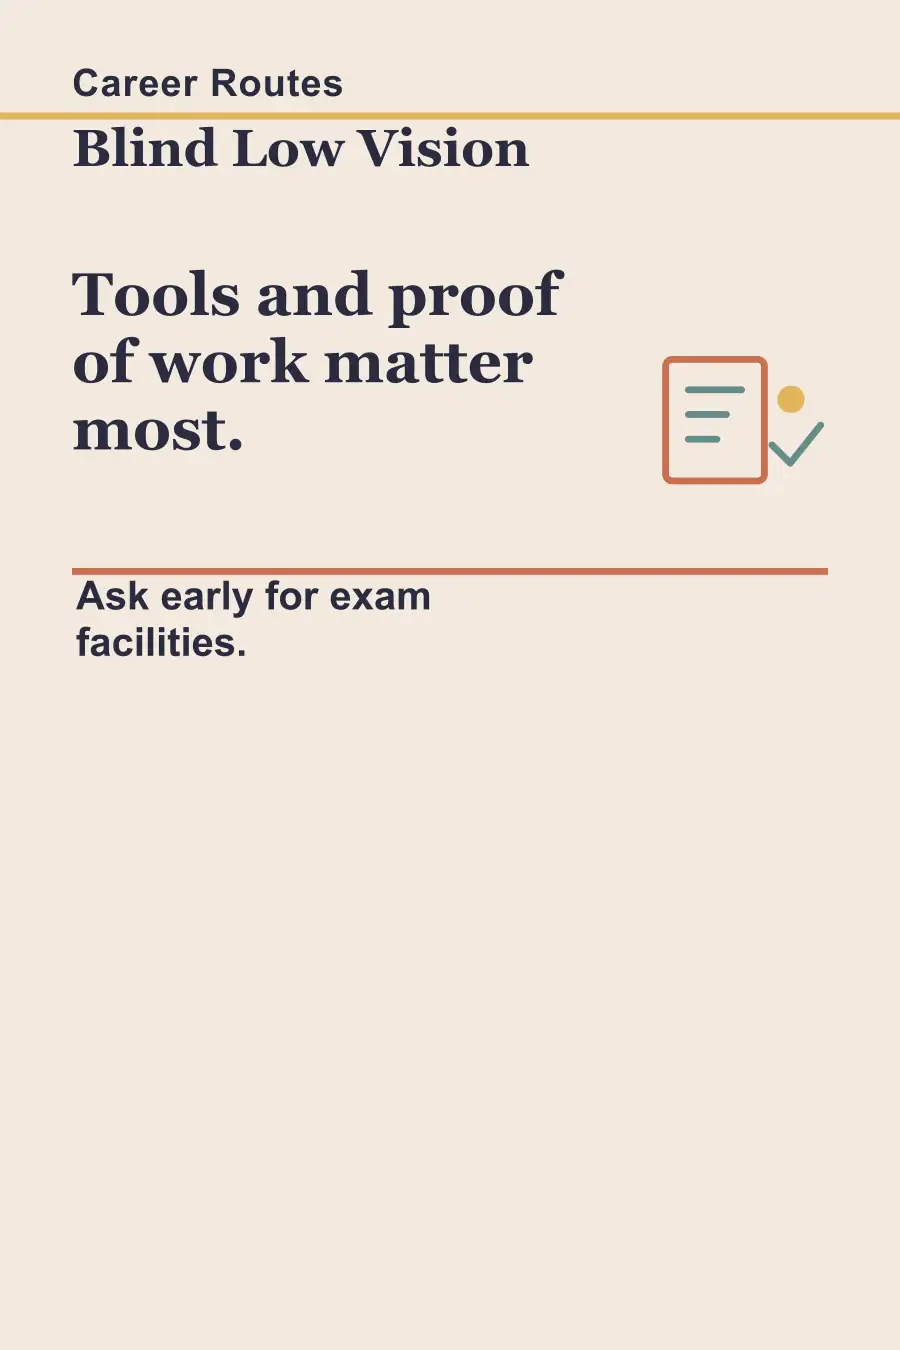 Career Routes
Blind Low Vision
Tools and proof
of work matter
most.
Ask early for exam
facilities.